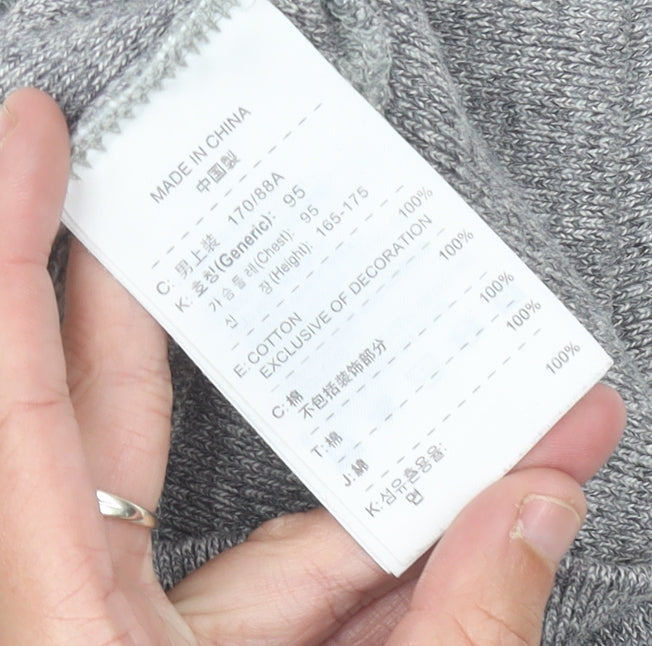 MADE IN CHINA
中国製
C: 男上装 170/88A
K: 호칭(Generic): 95
가슴둘레(Chest): 95
신 장(Height): 165-175
E:COTTON 100%
EXCLUSIVE OF DECORATION
C:棉 100%
不包括装饰部分
T:棉 100%
J:綿 100%
K:섬유혼용율:
면 100%